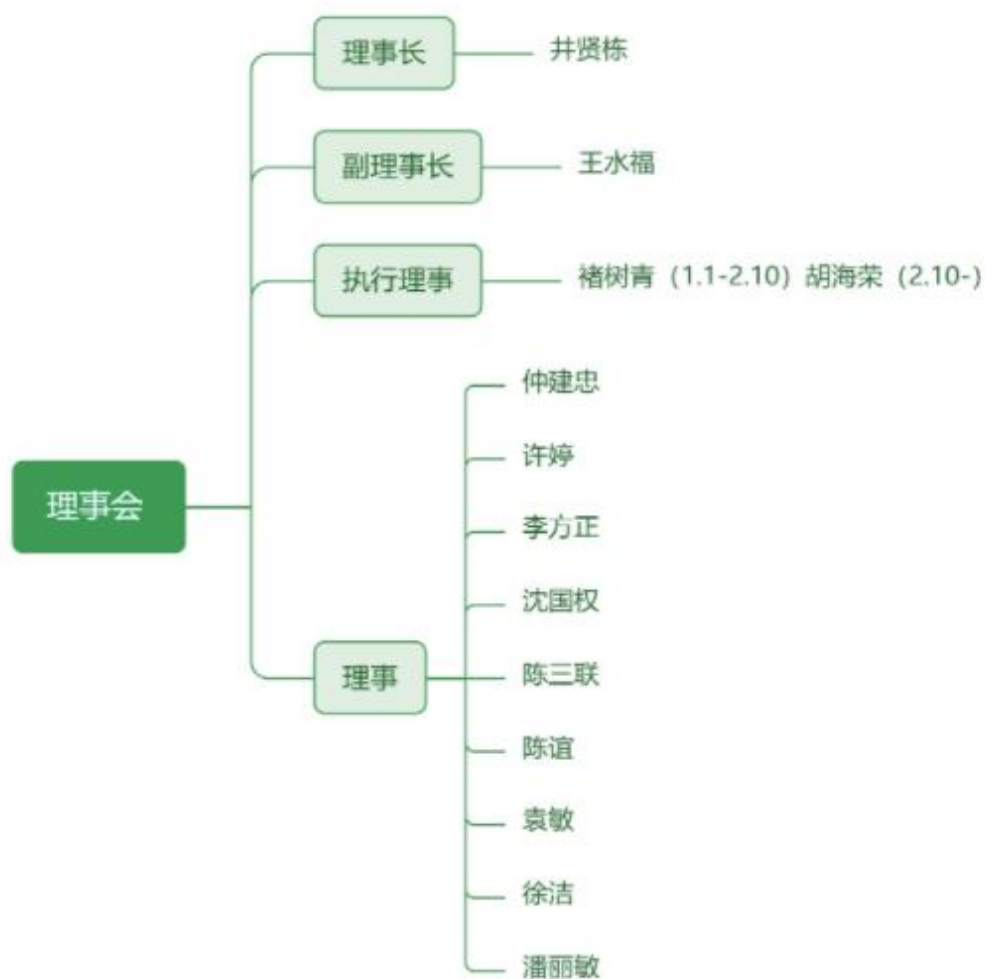 理事长
井贤栋
副理事长
王水福
执行理事
褚树青（1.1-2.10）胡海荣（2.10-）
理事会
理事
仲建忠
许婷
李方正
沈国权
陈三联
陈谊
袁敏
徐洁
潘丽敏